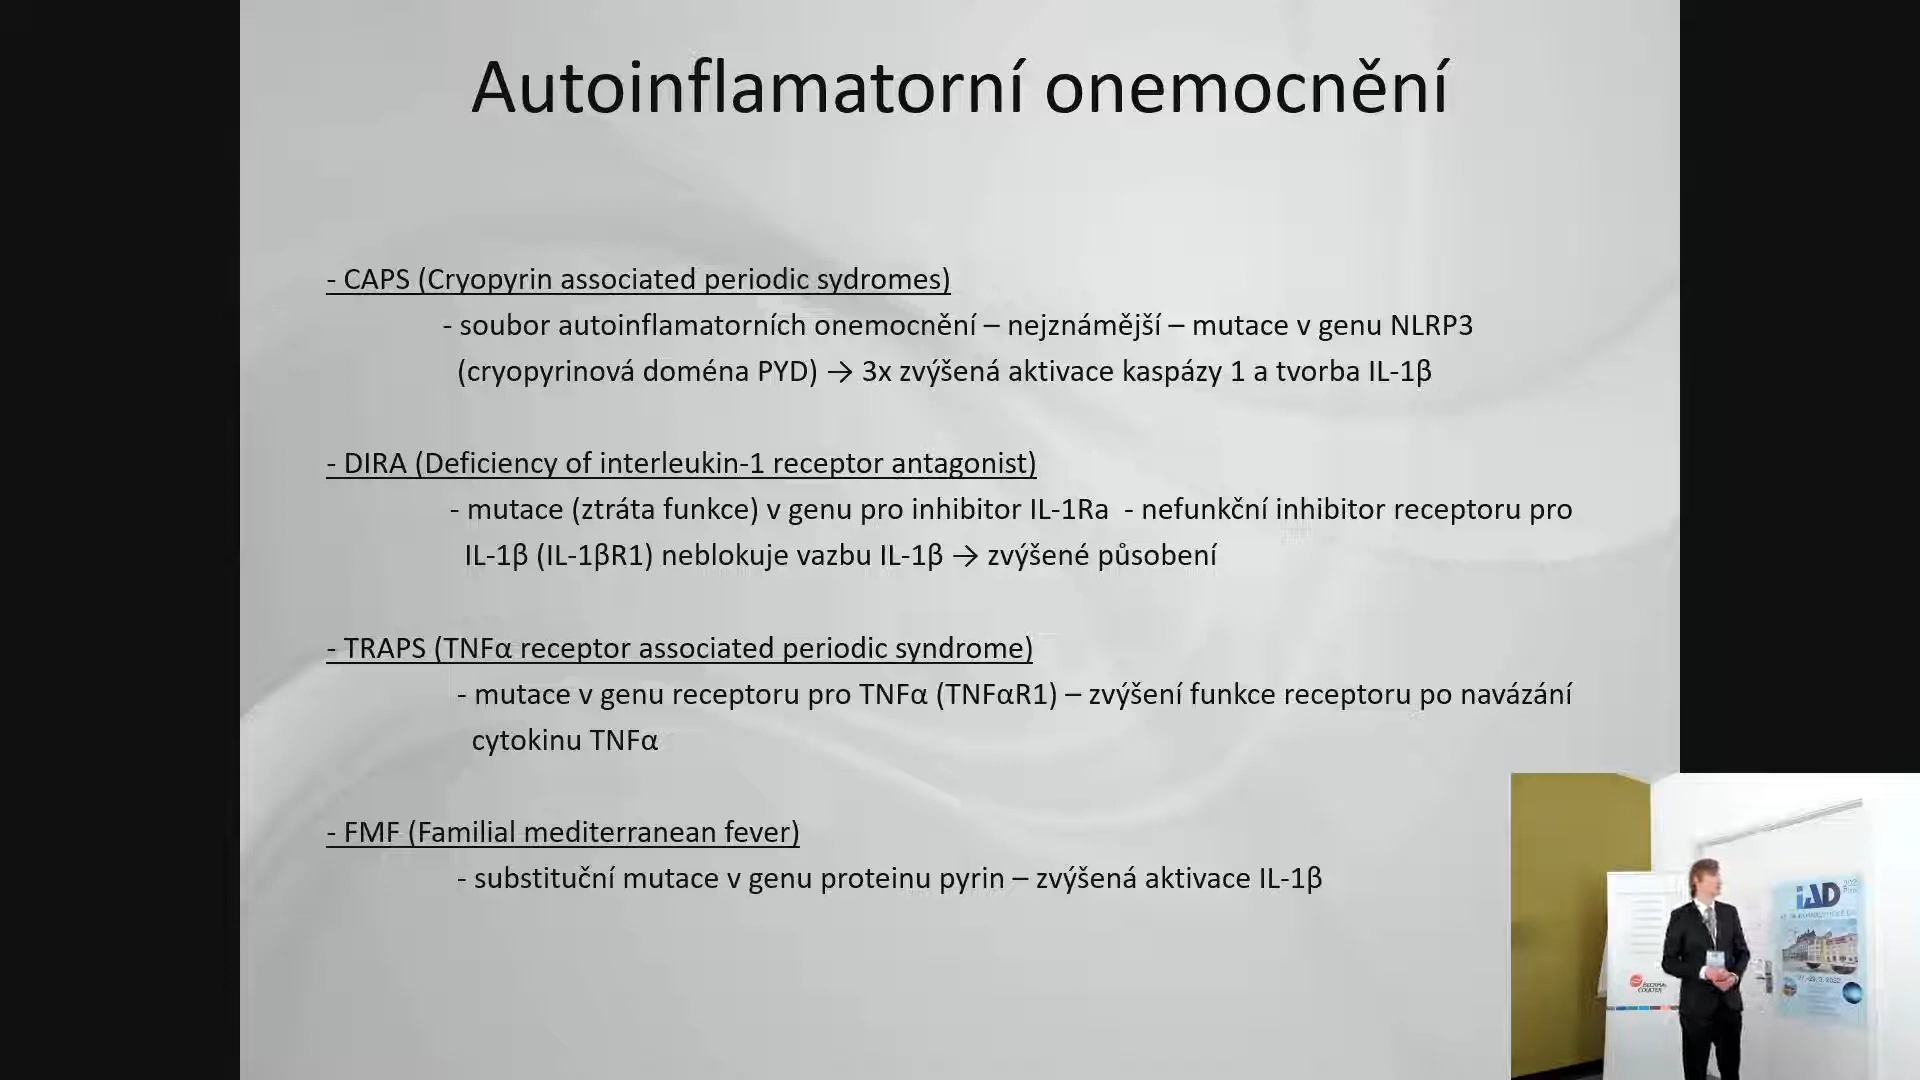 Autoinflamatorní onemocnění
- CAPS (Cryopyrin associated periodic sydromes)
- soubor autoinflamatorních onemocnění – nejznámější – mutace v genu NLRP3
(cryopyrinová doména PYD) → 3x zvýšená aktivace kaspázy 1 a tvorba IL-1β
- DIRA (Deficiency of interleukin-1 receptor antagonist)
- mutace (ztráta funkce) v genu pro inhibitor IL-1Ra - nefunkční inhibitor receptoru pro
IL-1β (IL-1βR1) neblokuje vazbu IL-1β → zvýšené působení
- TRAPS (TNFα receptor associated periodic syndrome)
- mutace v genu receptoru pro TNFα (TNFαR1) – zvýšení funkce receptoru po navázání
cytokinu TNFα
- FMF (Familial mediterranean fever)
- substituční mutace v genu proteinu pyrin – zvýšená aktivace IL-1β
iAD
BECKMAN
COULTER